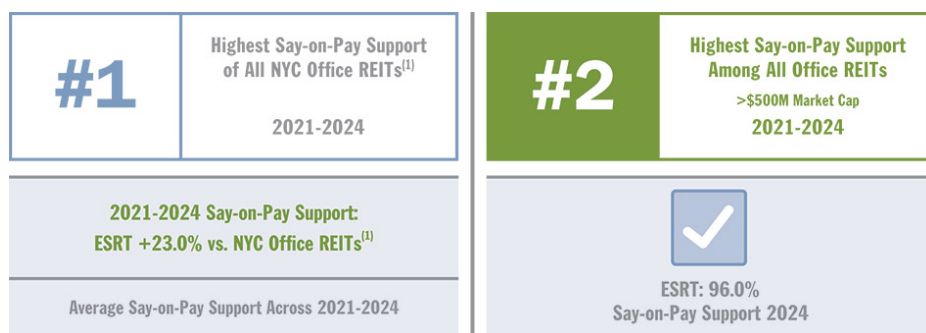 #1
Highest Say-on-Pay Support
of All NYC Office REITs(1)
2021-2024
2021-2024 Say-on-Pay Support:
ESRT +23.0% vs. NYC Office REITs(1)
Average Say-on-Pay Support Across 2021-2024
#2
Highest Say-on-Pay Support
Among All Office REITs
>$500M Market Cap
2021-2024
ESRT: 96.0%
Say-on-Pay Support 2024